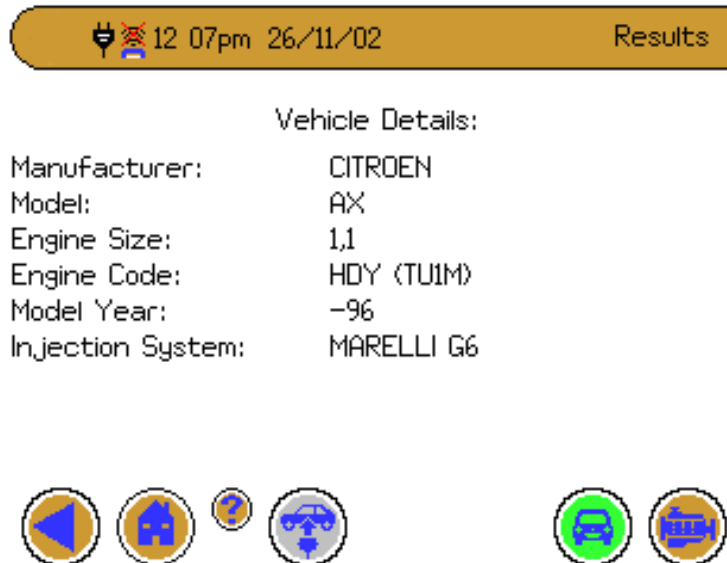 12 07pm 26/11/02 Results
Vehicle Details:
Manufacturer: CITROEN
Model: AX
Engine Size: 1,1
Engine Code: HDY (TU1M)
Model Year: -96
Injection System: MARELLI G6
?